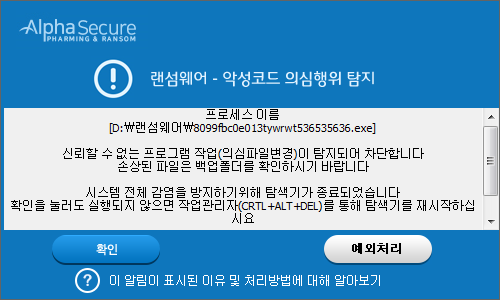 AlphaSecure
PHARMING & RANSOM
랜섬웨어 - 악성코드 의심행위 탐지
프로세스 이름
[D:₩랜섬웨어₩8099fbc0e013tywrwt536535636.exe]
신뢰할 수 없는 프로그램 작업(의심파일변경)이 탐지되어 차단합니다
손상된 파일은 백업폴더를 확인하시기 바랍니다
시스템 전체 감염을 방지하기위해 탐색기가 종료되었습니다
확인을 눌러도 실행되지 않으면 작업관리자(CRTL+ALT+DEL)를 통해 탐색기를 재시작하십
시요
확인
예외처리
이 알림이 표시된 이유 및 처리방법에 대해 알아보기